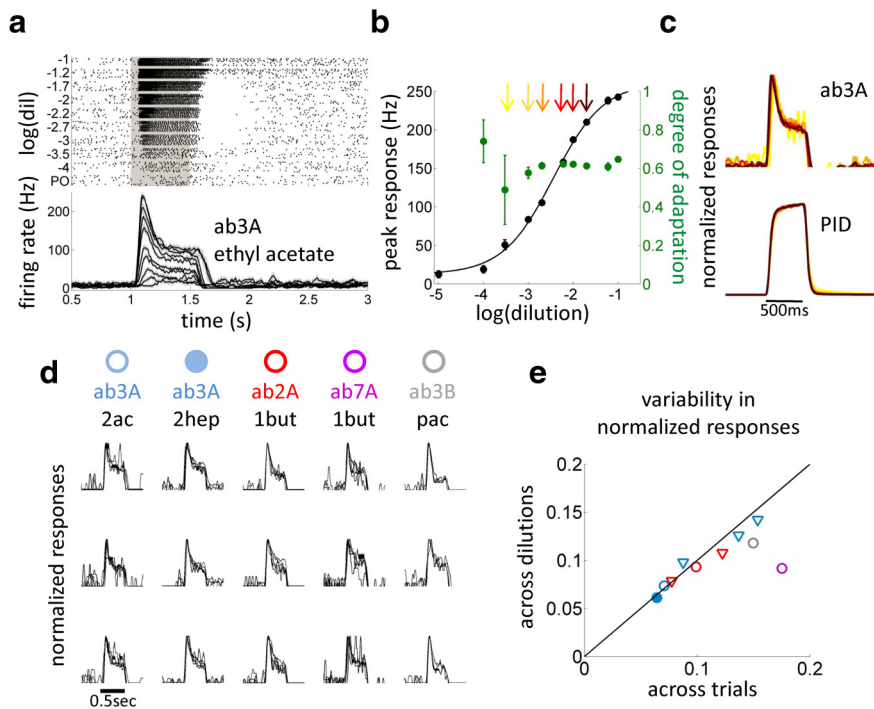 a
-1
-1.2
-1.7
-2
-2.2
-2.7
-3
-3.5
-4
PO
log(dil)
200
100
0
firing rate (Hz)
ab3A
ethyl acetate
0.5
1.0
1.5
2
2.5
3
time (s)
b
250
200
150
100
50
0
peak response (Hz)
1
0.8
0.6
0.4
0.2
0
degree of adaptation
-5
-4
-3
-2
-1
0
log(dilution)
c
ab3A
PID
normalized responses
500ms
d
ab3A
ab3A
ab2A
ab7A
ab3B
2ac
2hep
1but
1but
pac
normalized responses
0.5sec
e
variability in
normalized responses
0.2
0.15
0.1
0.05
0
across dilutions
0
0.1
0.2
across trials